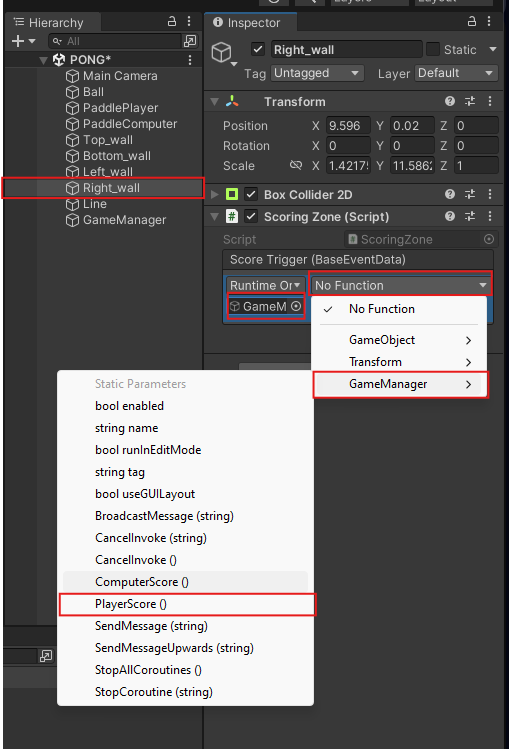 Layers
Layout
Hierarchy
All
PONG*
Main Camera
Ball
PaddlePlayer
PaddleComputer
Top_wall
Bottom_wall
Left_wall
Right_wall
Line
GameManager
Inspector
Right_wall
Static
Tag Untagged Layer Default
Transform
Position X 9.596 Y 0.02 Z 0
Rotation X 0 Y 0 Z 0
Scale X 1.4217 Y 11.5862 Z 1
Box Collider 2D
# Scoring Zone (Script)
Script # ScoringZone
Score Trigger (BaseEventData)
Runtime Or No Function
GameM
No Function
GameObject
Transform
GameManager
Static Parameters
bool enabled
string name
bool runInEditMode
string tag
bool useGUILayout
BroadcastMessage (string)
CancelInvoke (string)
CancelInvoke ()
ComputerScore ()
PlayerScore ()
SendMessage (string)
SendMessageUpwards (string)
StopAllCoroutines ()
StopCoroutine (string)